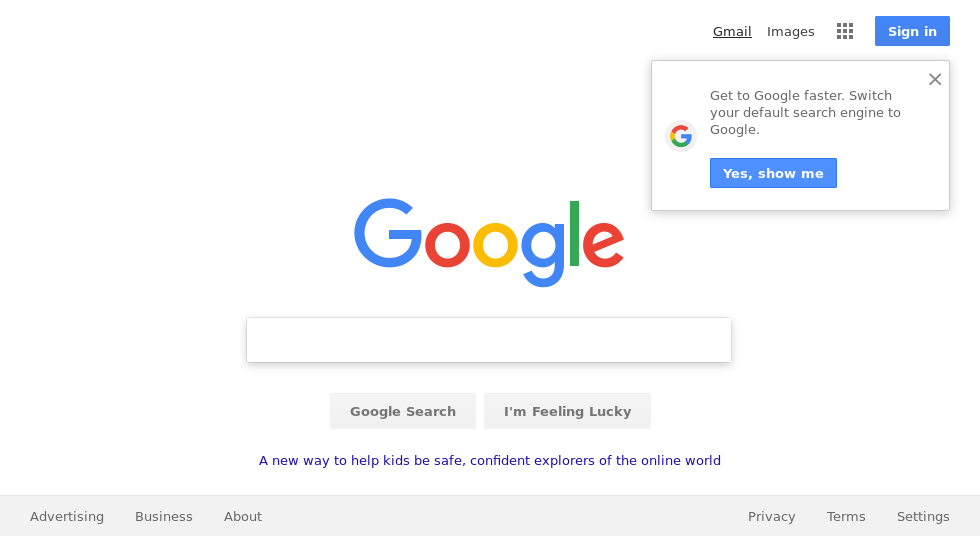 Gmail Images Sign in
Get to Google faster. Switch
your default search engine to
Google.
Yes, show me
Google
Google Search I'm Feeling Lucky
A new way to help kids be safe, confident explorers of the online world
Advertising Business About Privacy Terms Settings